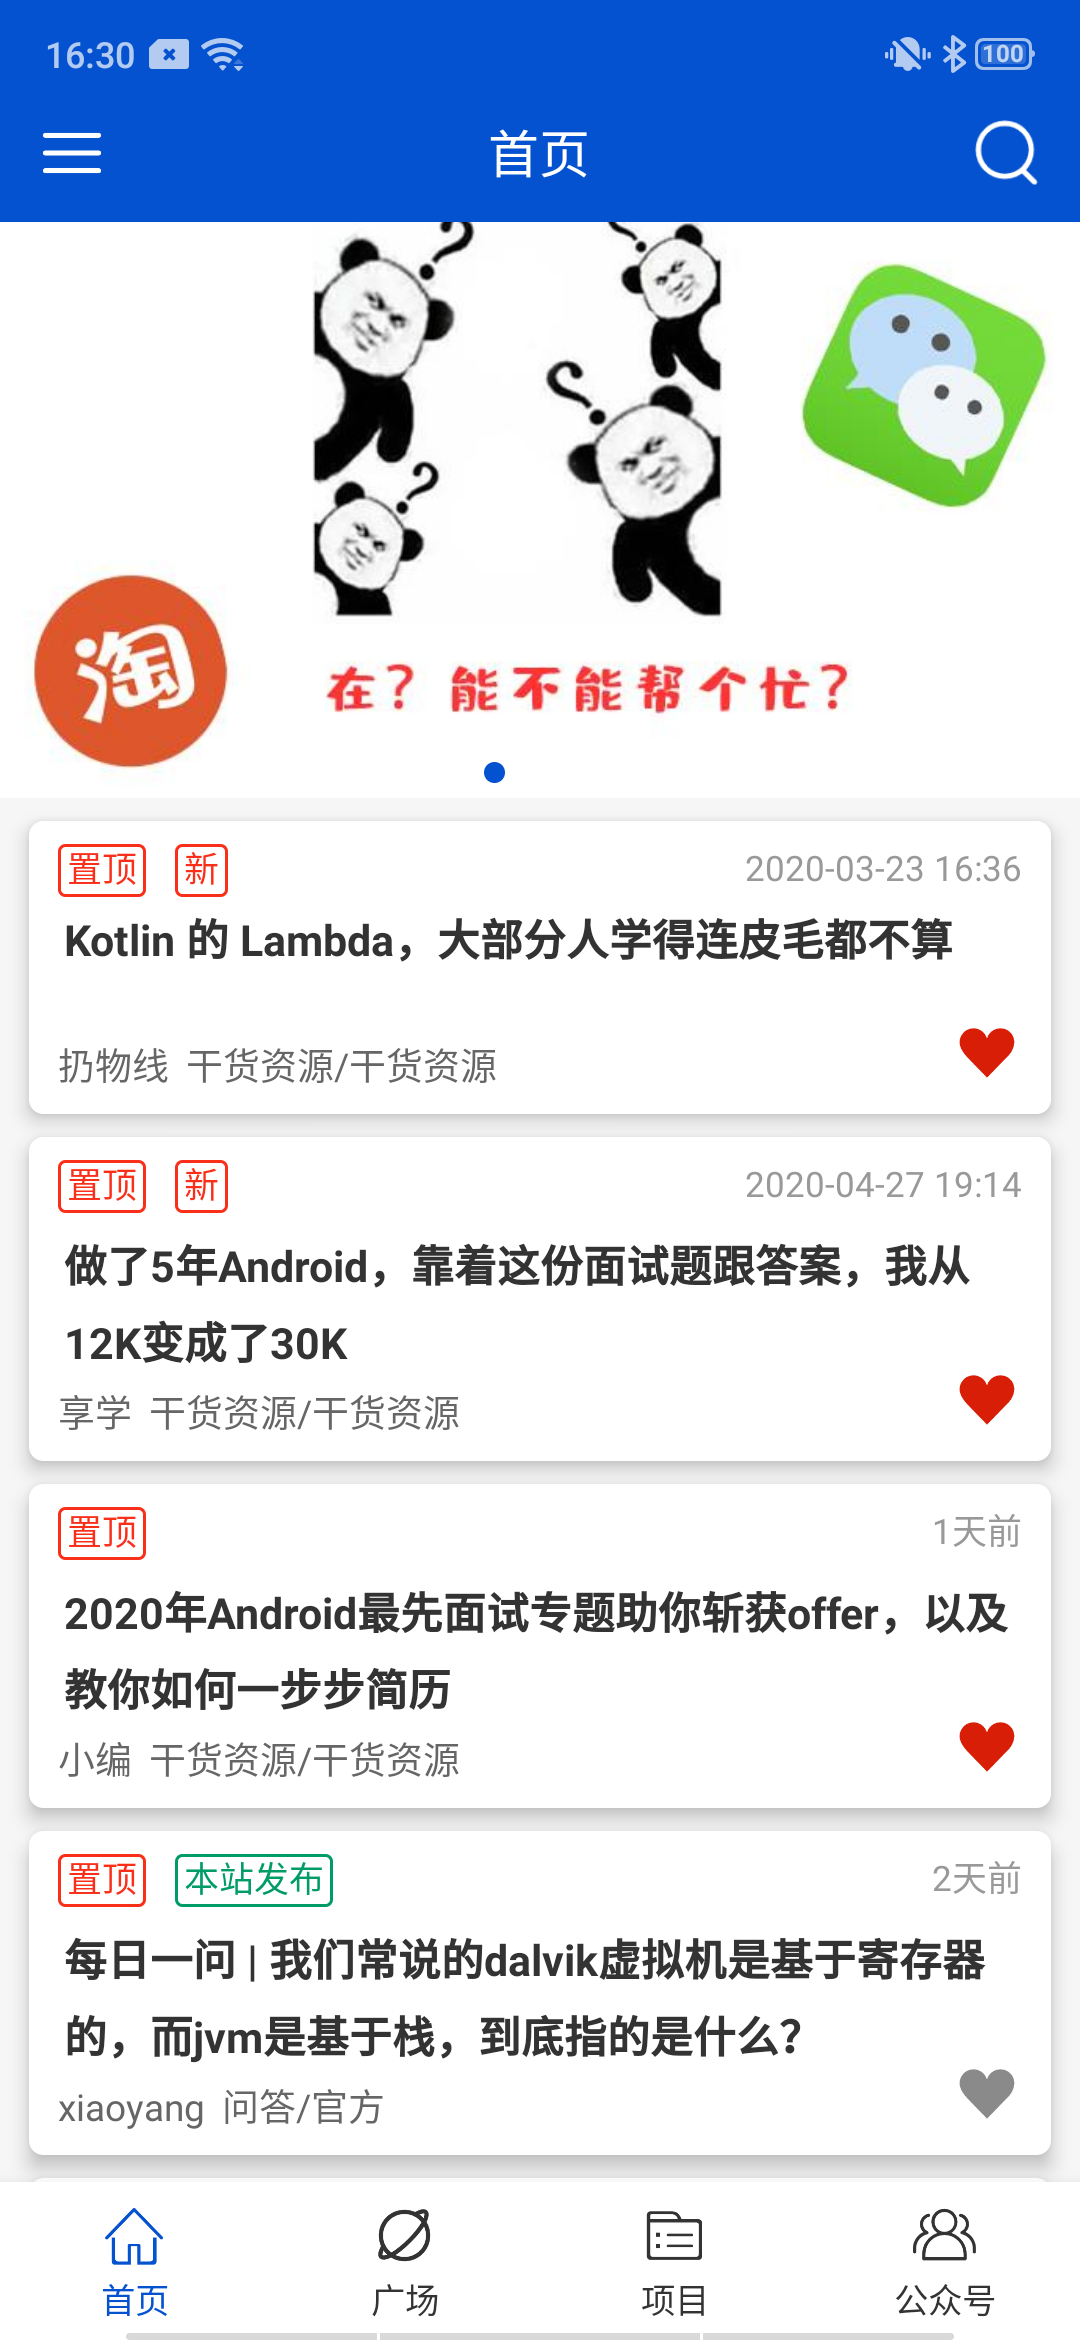 16:30
100
首页
淘
在？能不能帮个忙？
置顶 新 2020-03-23 16:36
Kotlin 的 Lambda，大部分人学得连皮毛都不算
扔物线 干货资源/干货资源
置顶 新 2020-04-27 19:14
做了5年Android，靠着这份面试题跟答案，我从
12K变成了30K
享学 干货资源/干货资源
置顶 1天前
2020年Android最先面试专题助你斩获offer，以及
教你如何一步步简历
小编 干货资源/干货资源
置顶 本站发布 2天前
每日一问 | 我们常说的dalvik虚拟机是基于寄存器
的，而jvm是基于栈，到底指的是什么？
xiaoyang 问答/官方
首页 广场 项目 公众号